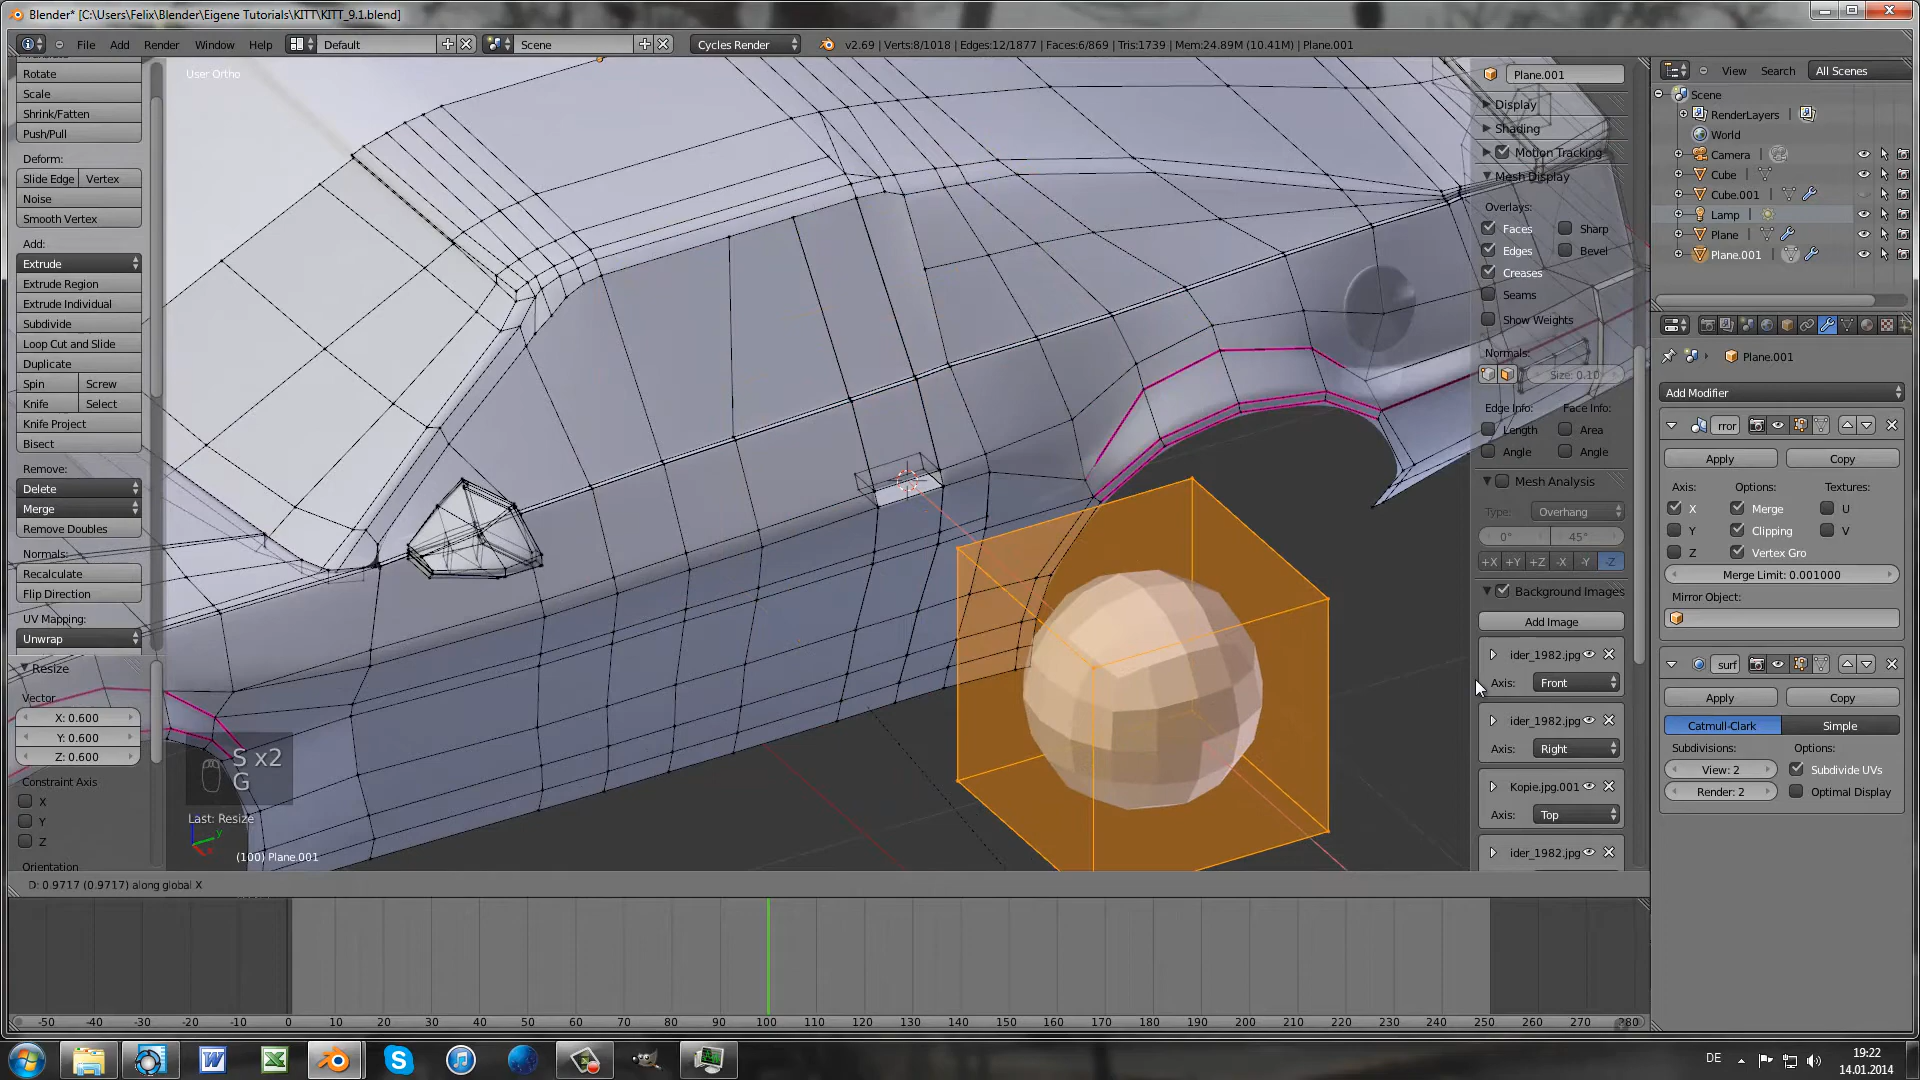 Blender* [C:\Users\Felix\Blender\Eigene Tutorials\KITT\KITT_9.1.blend]
File Add Render Window Help Default Scene Cycles Render v2.69 | Verts:8/1018 | Edges:12/1877 | Faces:6/869 | Tris:1739 | Mem:24.89M (10.41M) | Plane.001
Rotate
Scale
Shrink/Fatten
Push/Pull
Deform:
Slide Edge Vertex
Noise
Smooth Vertex
Add:
Extrude
Extrude Region
Extrude Individual
Subdivide
Loop Cut and Slide
Duplicate
Spin Screw
Knife Select
Knife Project
Bisect
Remove:
Delete
Merge
Remove Doubles
Normals:
Recalculate
Flip Direction
UV Mapping:
Unwrap
Resize
Vector
X: 0.600
Y: 0.600
Z: 0.600
Constraint Axis
X
Y
Z
Orientation
User Ortho
S x2
G
Last: Resize
z y
(100) Plane.001
D: 0.9717 (0.9717) along global X
Plane.001
Display
Shading
Motion Tracking
Mesh Display
Overlays:
Faces Sharp
Edges Bevel
Creases
Seams
Show Weights
Normals:
Size: 0.10
Edge Info: Face Info:
Length Area
Angle Angle
Mesh Analysis
Type: Overhang
0° 45°
+X +Y +Z -X -Y -Z
Background Images
Add Image
ider_1982.jpg
Axis: Front
ider_1982.jpg
Axis: Right
Kopie.jpg.001
Axis: Top
ider_1982.jpg
View Search All Scenes
Scene
RenderLayers
World
Camera
Cube
Cube.001
Lamp
Plane
Plane.001
Plane.001
Add Modifier
rror
Apply Copy
Axis: Options: Textures:
X Merge U
Y Clipping V
Z Vertex Gro
Merge Limit: 0.001000
Mirror Object:
surf
Apply Copy
Catmull-Clark Simple
Subdivisions: Options:
View: 2 Subdivide UVs
Render: 2 Optimal Display
-50 -40 -30 -20 -10 0 10 20 30 40 50 60 70 80 90 100 110 120 130 140 150 160 170 180 190 200 210 220 230 240 250 260 270 280
DE 19:22
14.01.2014